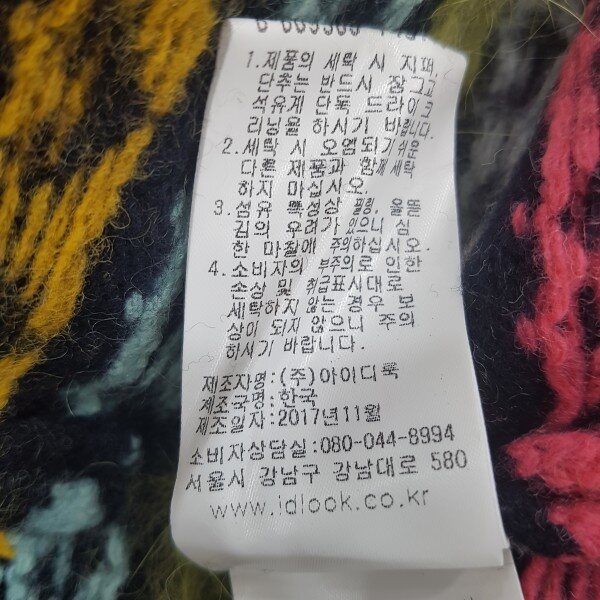 1.제품의 세탁 시 지퍼,
단추는 반드시 잠그고
석유계 단독 드라이크
리닝을 하시기 바랍니다.
2.세탁 시 오염되기 쉬운
다른 제품과 함께 세탁
하지 마십시오.
3.섬유 특성상 필링, 올뜯
김의 우려가 있으니 심
한 마찰에 주의하십시오.
4.소비자의 부주의로 인한
손상 및 취급표시대로
세탁하지 않는 경우 보
상이 되지 않으니 주의
하시기 바랍니다.
제조자명:(주)아이디룩
제조국명:한국
제조일자:2017년11월
소비자상담실:080-044-8994
서울시 강남구 강남대로 580
www.idlook.co.kr